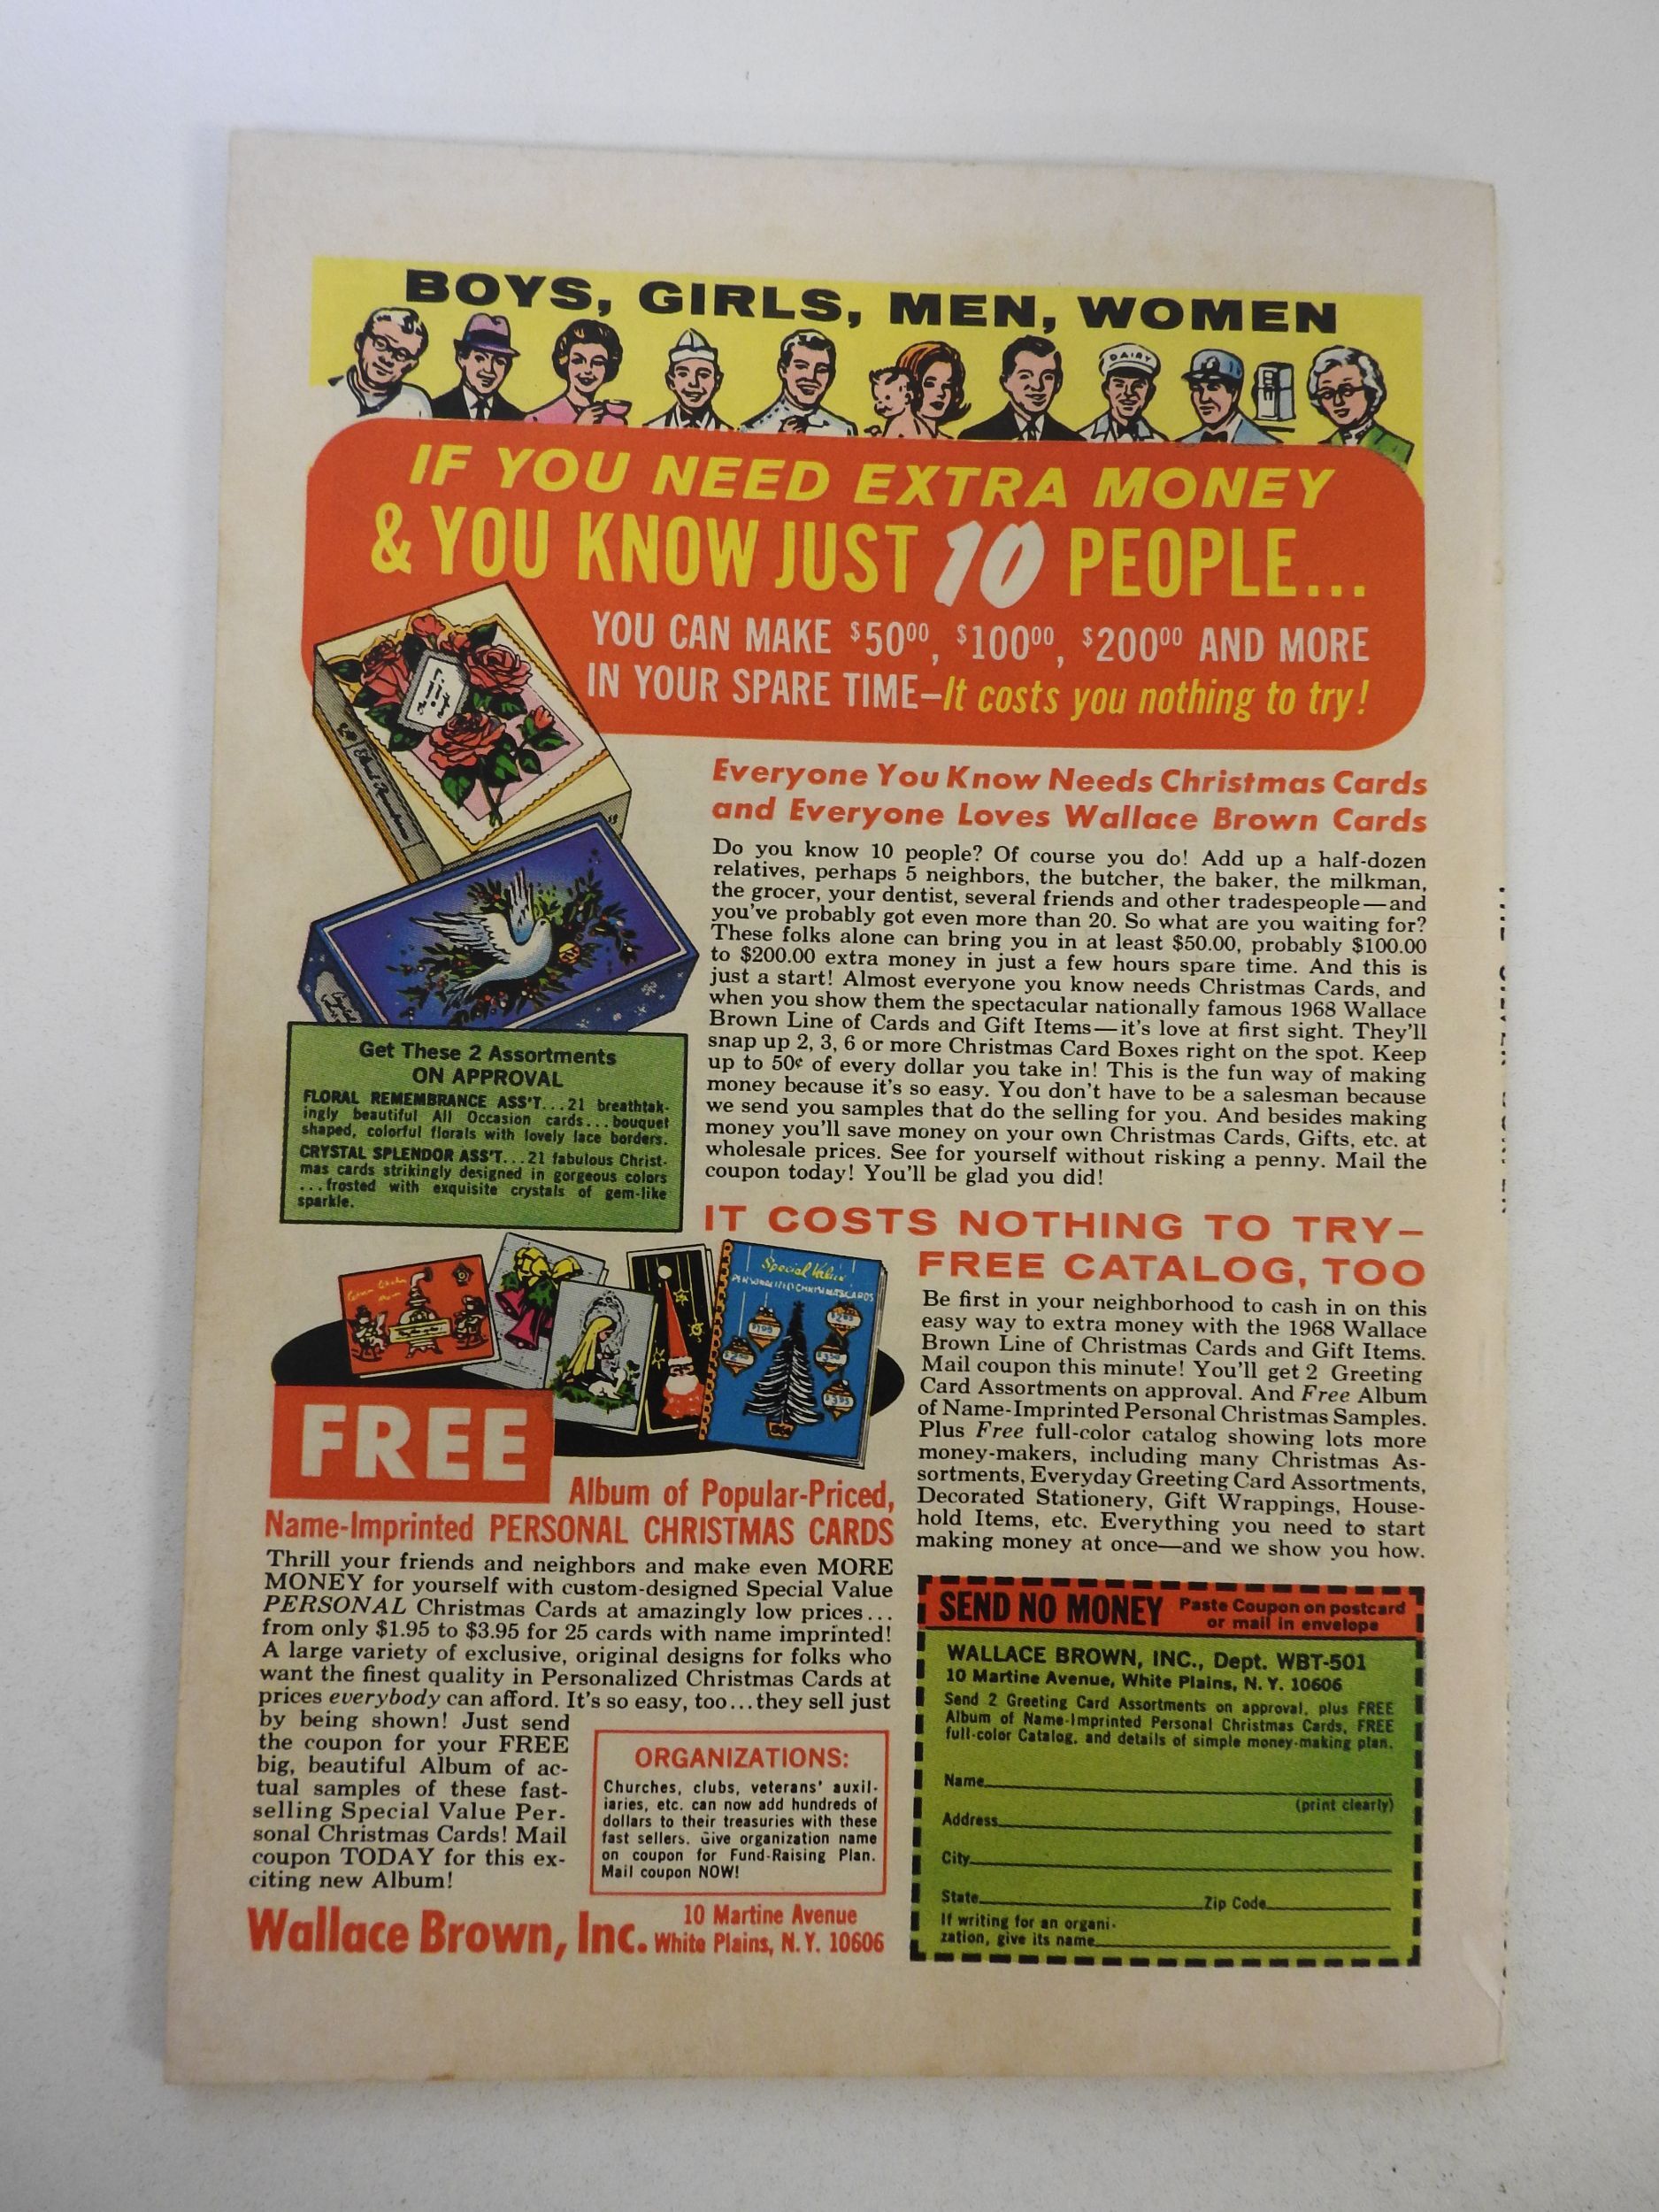 BOYS, GIRLS, MEN, WOMEN
DAIRY
IF YOU NEED EXTRA MONEY
& YOU KNOW JUST 10 PEOPLE...
YOU CAN MAKE $50⁰⁰, $100⁰⁰, $200⁰⁰ AND MORE
IN YOUR SPARE TIME—It costs you nothing to try!
Everyone You Know Needs Christmas Cards
and Everyone Loves Wallace Brown Cards
Do you know 10 people? Of course you do! Add up a half-dozen
relatives, perhaps 5 neighbors, the butcher, the baker, the milkman,
the grocer, your dentist, several friends and other tradespeople—and
you've probably got even more than 20. So what are you waiting for?
These folks alone can bring you in at least $50.00, probably $100.00
to $200.00 extra money in just a few hours spare time. And this is
just a start! Almost everyone you know needs Christmas Cards, and
when you show them the spectacular nationally famous 1968 Wallace
Brown Line of Cards and Gift Items—it's love at first sight. They'll
snap up 2, 3, 6 or more Christmas Card Boxes right on the spot. Keep
up to 50¢ of every dollar you take in! This is the fun way of making
money because it's so easy. You don't have to be a salesman because
we send you samples that do the selling for you. And besides making
money you'll save money on your own Christmas Cards, Gifts, etc. at
wholesale prices. See for yourself without risking a penny. Mail the
coupon today! You'll be glad you did!
Get These 2 Assortments
ON APPROVAL
FLORAL REMEMBRANCE ASS'T...21 breathtak-
ingly beautiful All Occasion cards...bouquet
shaped, colorful florals with lovely lace borders.
CRYSTAL SPLENDOR ASS'T...21 fabulous Christ-
mas cards strikingly designed in gorgeous colors
...frosted with exquisite crystals of gem-like
sparkle.
IT COSTS NOTHING TO TRY—
FREE CATALOG, TOO
Be first in your neighborhood to cash in on this
easy way to extra money with the 1968 Wallace
Brown Line of Christmas Cards and Gift Items.
Mail coupon this minute! You'll get 2 Greeting
Card Assortments on approval. And Free Album
of Name-Imprinted Personal Christmas Samples.
Plus Free full-color catalog showing lots more
money-makers, including many Christmas As-
sortments, Everyday Greeting Card Assortments,
Decorated Stationery, Gift Wrappings, House-
hold Items, etc. Everything you need to start
making money at once—and we show you how.
Special Value
PERSONALIZED CHRISTMAS CARDS
FREE
Album of Popular-Priced,
Name-Imprinted PERSONAL CHRISTMAS CARDS
Thrill your friends and neighbors and make even MORE
MONEY for yourself with custom-designed Special Value
PERSONAL Christmas Cards at amazingly low prices...
from only $1.95 to $3.95 for 25 cards with name imprinted!
A large variety of exclusive, original designs for folks who
want the finest quality in Personalized Christmas Cards at
prices everybody can afford. It's so easy, too...they sell just
by being shown! Just send
the coupon for your FREE
big, beautiful Album of ac-
tual samples of these fast-
selling Special Value Per-
sonal Christmas Cards! Mail
coupon TODAY for this ex-
citing new Album!
ORGANIZATIONS:
Churches, clubs, veterans' auxil-
iaries, etc. can now add hundreds of
dollars to their treasuries with these
fast sellers. Give organization name
on coupon for Fund-Raising Plan.
Mail coupon NOW!
Wallace Brown, Inc. 10 Martine Avenue
White Plains, N.Y. 10606
SEND NO MONEY Paste Coupon on postcard
or mail in envelope
WALLACE BROWN, INC., Dept. WBT-501
10 Martine Avenue, White Plains, N.Y. 10606
Send 2 Greeting Card Assortments on approval, plus FREE
Album of Name-Imprinted Personal Christmas Cards, FREE
full-color Catalog, and details of simple money-making plan.
Name
(print clearly)
Address
City
State Zip Code
If writing for an organi-
zation, give its name